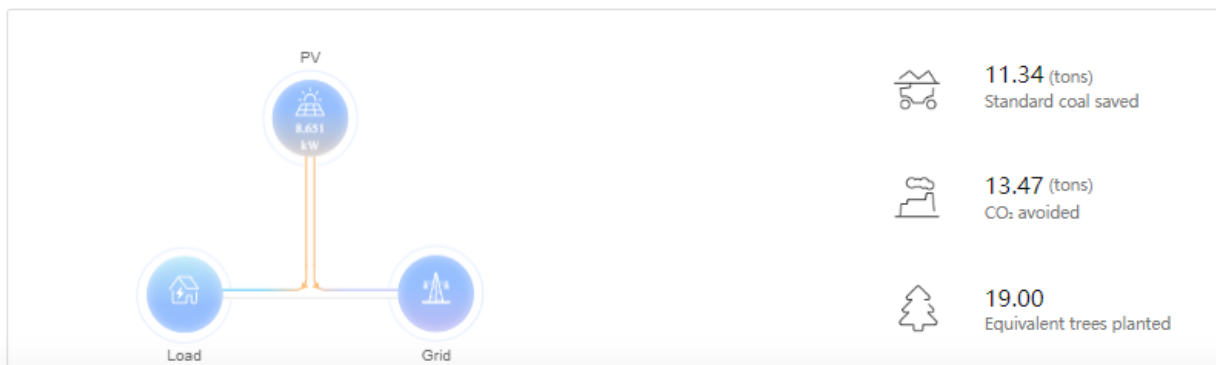 PV
8.651
kW
Load
Grid
11.34 (tons)
Standard coal saved
13.47 (tons)
CO₂ avoided
19.00
Equivalent trees planted